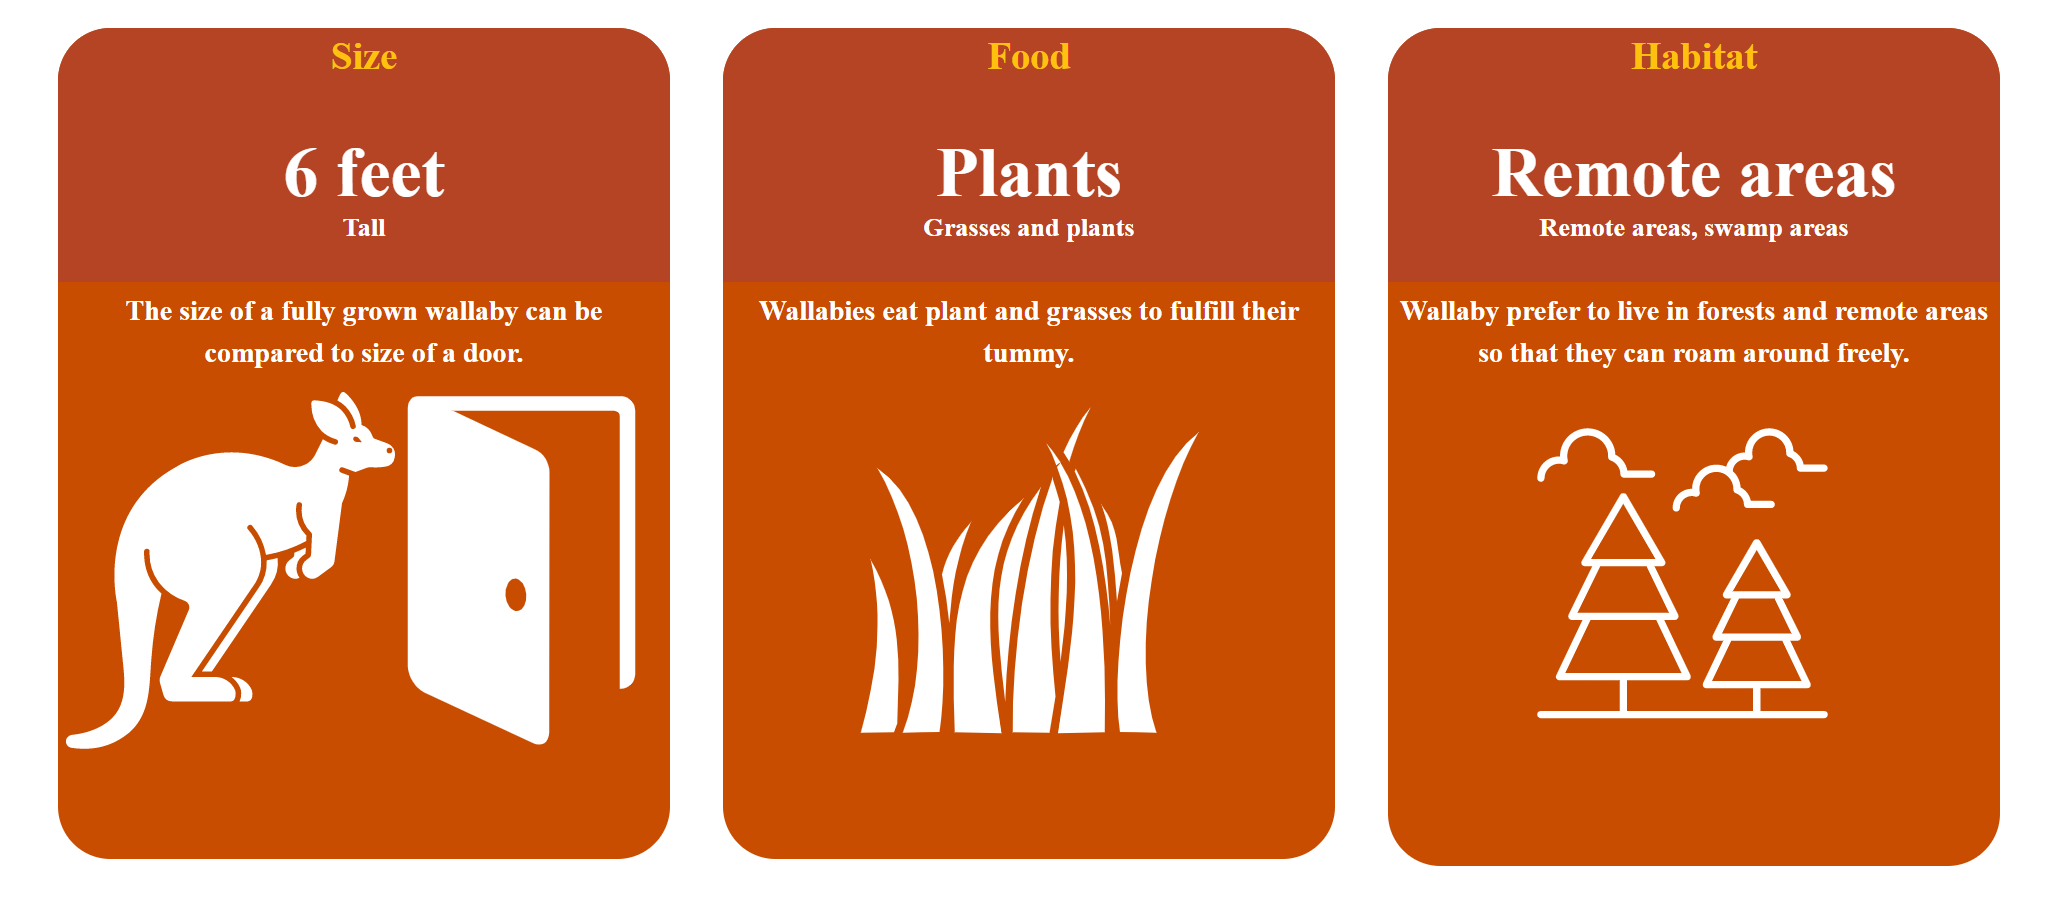 Size
6 feet
Tall
The size of a fully grown wallaby can be
compared to size of a door.
Food
Plants
Grasses and plants
Wallabies eat plant and grasses to fulfill their
tummy.
Habitat
Remote areas
Remote areas, swamp areas
Wallaby prefer to live in forests and remote areas
so that they can roam around freely.